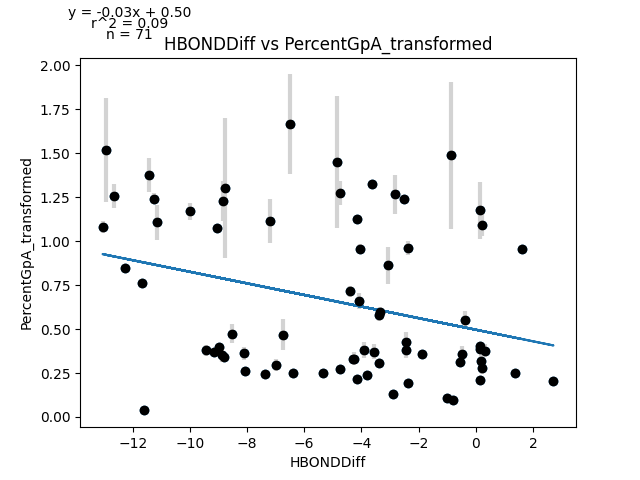 y = -0.03x + 0.50
r^2 = 0.09
n = 71
HBONDDiff vs PercentGpA_transformed
2.00
1.75
1.50
1.25
1.00
0.75
0.50
0.25
0.00
PercentGpA_transformed
−12
−10
−8
−6
−4
−2
0
2
HBONDDiff